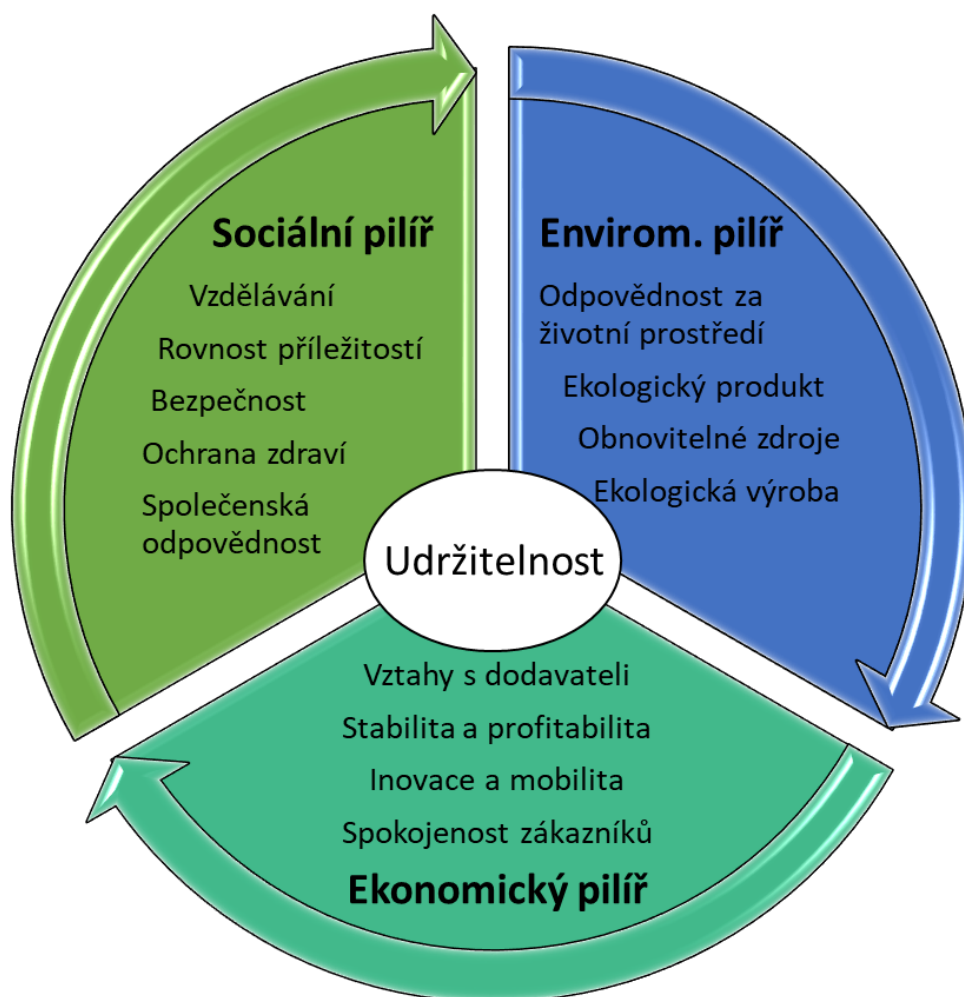 Sociální pilíř
Vzdělávání
Rovnost příležitostí
Bezpečnost
Ochrana zdraví
Společenská
odpovědnost
Envirom. pilíř
Odpovědnost za
životní prostředí
Ekologický produkt
Obnovitelné zdroje
Ekologická výroba
Udržitelnost
Vztahy s dodavateli
Stabilita a profitabilita
Inovace a mobilita
Spokojenost zákazníků
Ekonomický pilíř